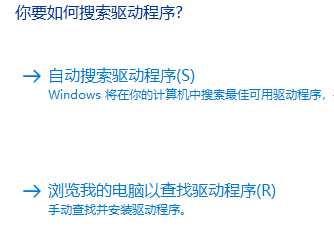 你要如何搜索驱动程序?
自动搜索驱动程序(S)
Windows 将在你的计算机中搜索最佳可用驱动程序，
浏览我的电脑以查找驱动程序(R)
手动查找并安装驱动程序。